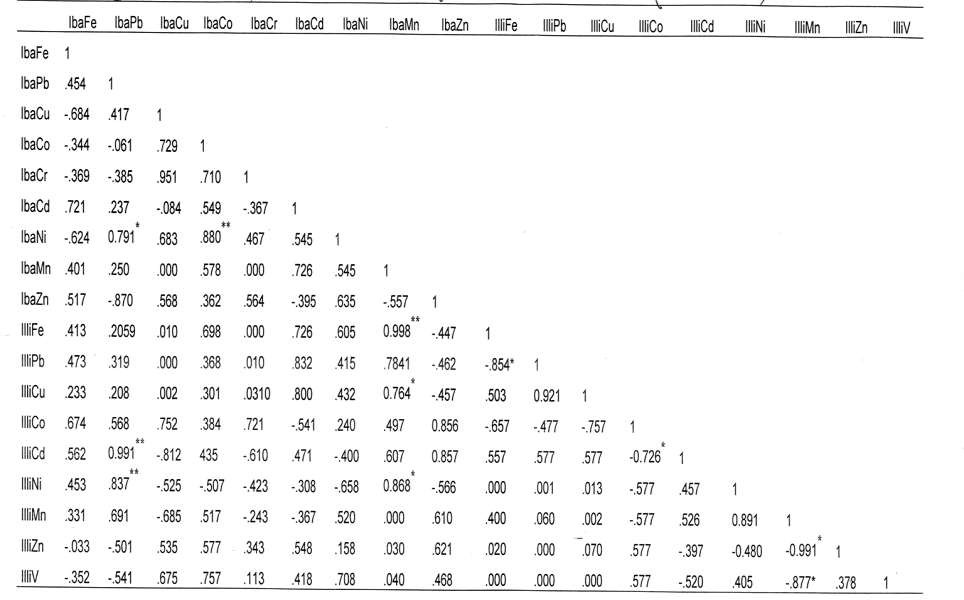 IbaFe IbaPb IbaCu IbaCo IbaCr IbaCd IbaNi IbaMn IbaZn IlliFe IlliPb IlliCu IlliCo IlliCd IlliNi IlliMn IlliZn IlliV
IbaFe 1
IbaPb .454 1
IbaCu -.684 .417 1
IbaCo -.344 -.061 .729 1
IbaCr -.369 -.385 .951 .710 1
IbaCd .721 .237 -.084 .549 -.367 1
IbaNi -.624 0.791* .683 .880** .467 .545 1
IbaMn .401 .250 .000 .578 .000 .726 .545 1
IbaZn .517 -.870 .568 .362 .564 -.395 .635 -.557 1
IlliFe .413 .2059 .010 .698 .000 .726 .605 0.998** -.447 1
IlliPb .473 .319 .000 .368 .010 .832 .415 .7841 -.462 -.854* 1
IlliCu .233 .208 .002 .301 .0310 .800 .432 0.764* -.457 .503 0.921 1
IlliCo .674 .568 .752 .384 .721 -.541 .240 .497 0.856 -.657 -.477 -.757 1
IlliCd .562 0.991** -.812 435 -.610 .471 -.400 .607 0.857 .557 .577 .577 -0.726* 1
IlliNi .453 .837** -.525 -.507 -.423 -.308 -.658 0.868* -.566 .000 .001 .013 -.577 .457 1
IlliMn .331 .691 -.685 .517 -.243 -.367 .520 .000 .610 .400 .060 .002 -.577 .526 0.891 1
IlliZn -.033 -.501 .535 .577 .343 .548 .158 .030 .621 .020 .000 .070 .577 -.397 -0.480 -0.991* 1
IlliV -.352 -.541 .675 .757 .113 .418 .708 .040 .468 .000 .000 .000 .577 -.520 .405 -.877* .378 1